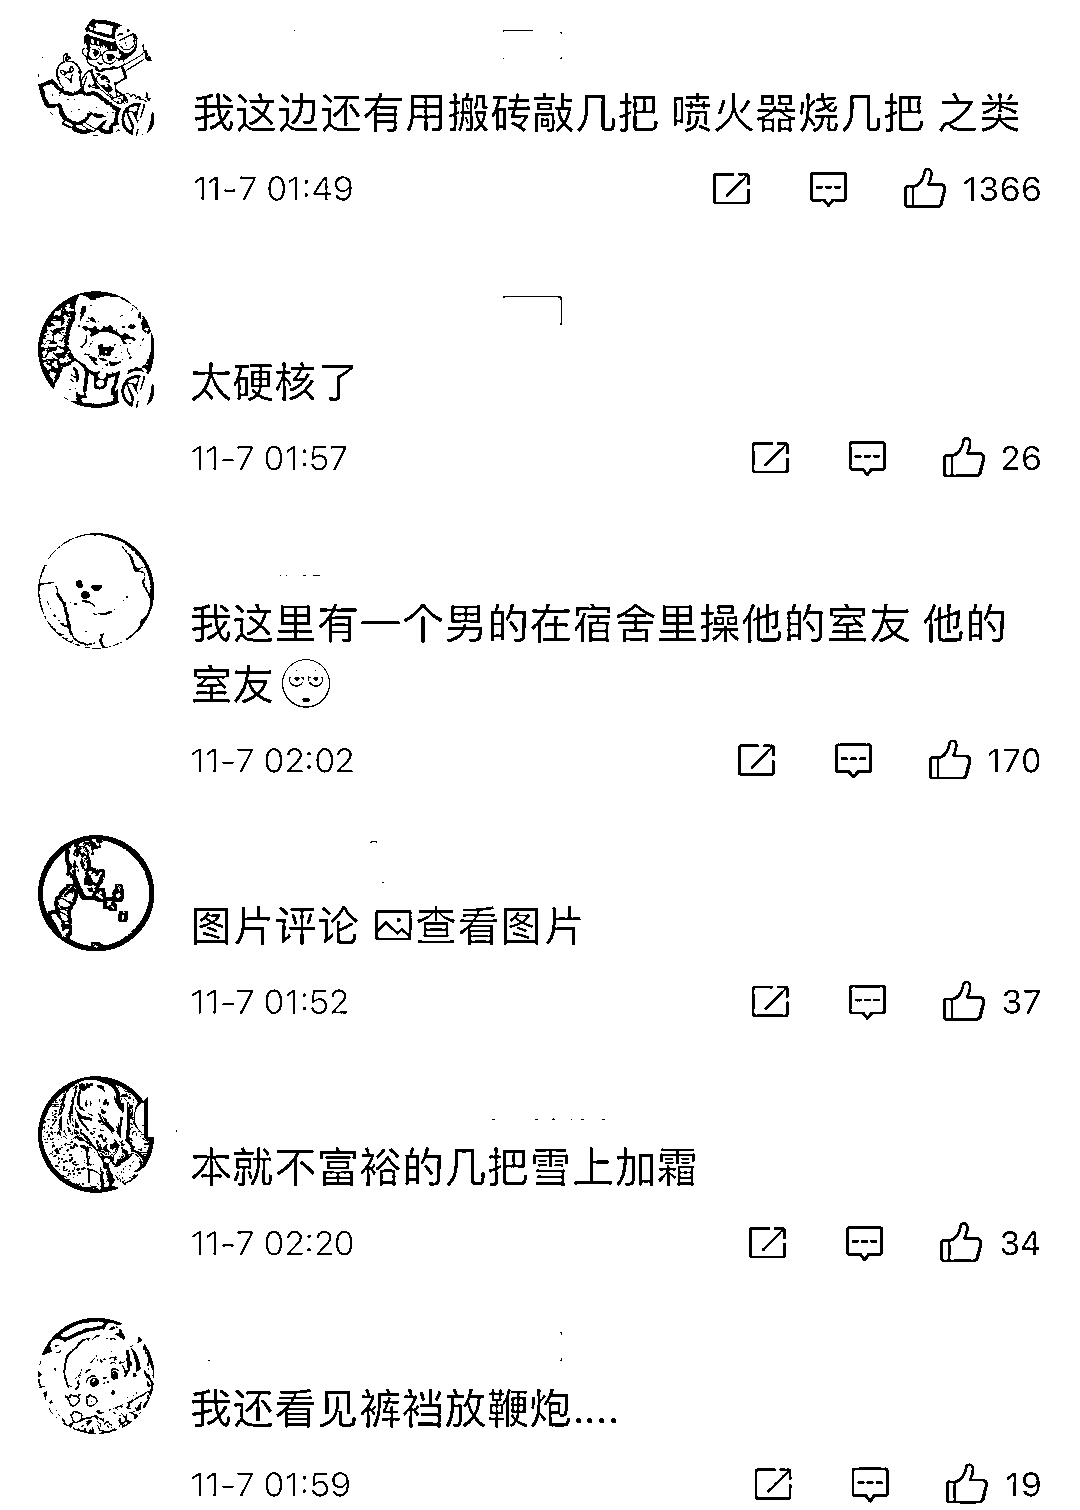 我这边还有用搬砖敲几把 喷火器烧几把 之类
11-7 01:49 1366
太硬核了
11-7 01:57 26
我这里有一个男的在宿舍里操他的室友 他的
室友
11-7 02:02 170
图片评论 查看图片
11-7 01:52 37
本就不富裕的几把雪上加霜
11-7 02:20 34
我还看见裤裆放鞭炮....
11-7 01:59 19